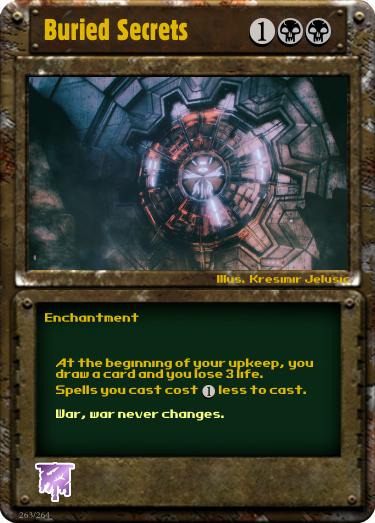 Buried Secrets 1
Illus. Kresimir Jelusic
Enchantment
At the beginning of your upkeep, you
draw a card and you lose 3 life.
Spells you cast cost 1 less to cast.
War, war never changes.
263/264